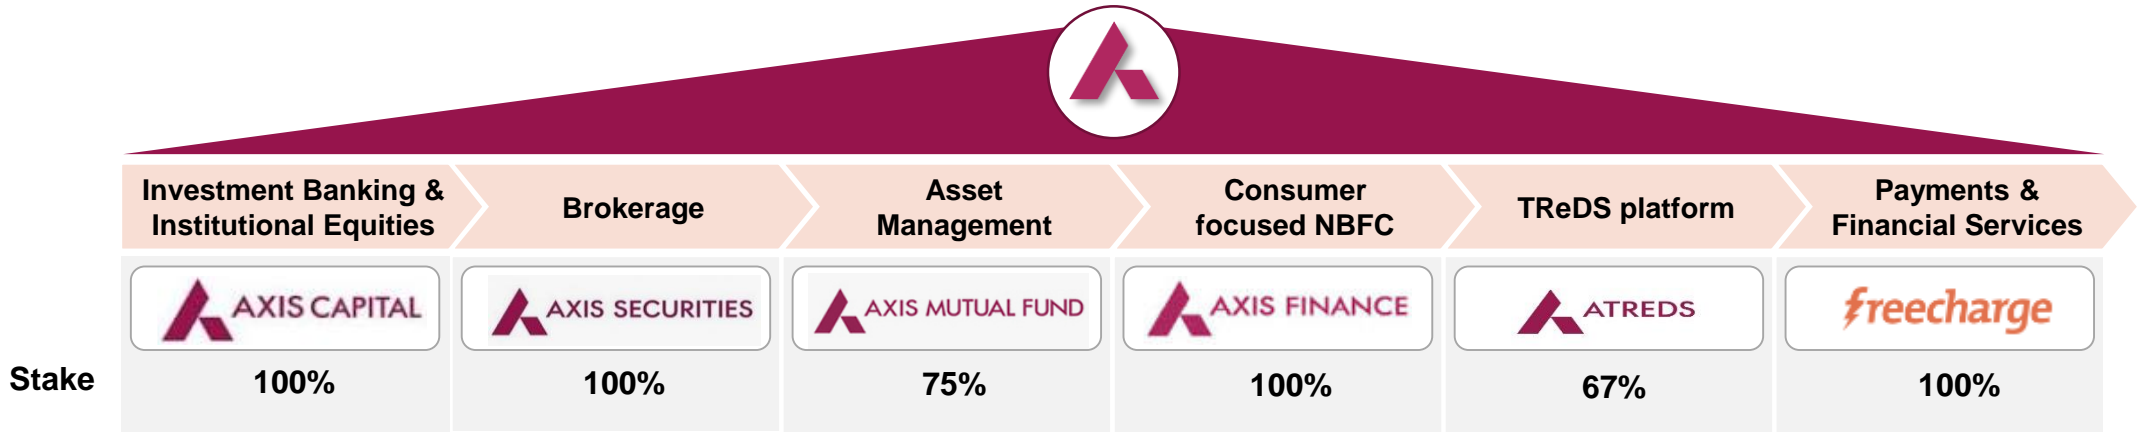 Investment Banking &
Institutional Equities
Brokerage
Asset
Management
Consumer
focused NBFC
TReDS platform
Payments &
Financial Services
AXIS CAPITAL
AXIS SECURITIES
AXIS MUTUAL FUND
AXIS FINANCE
ATREDS
freecharge
Stake
100%
100%
75%
100%
67%
100%